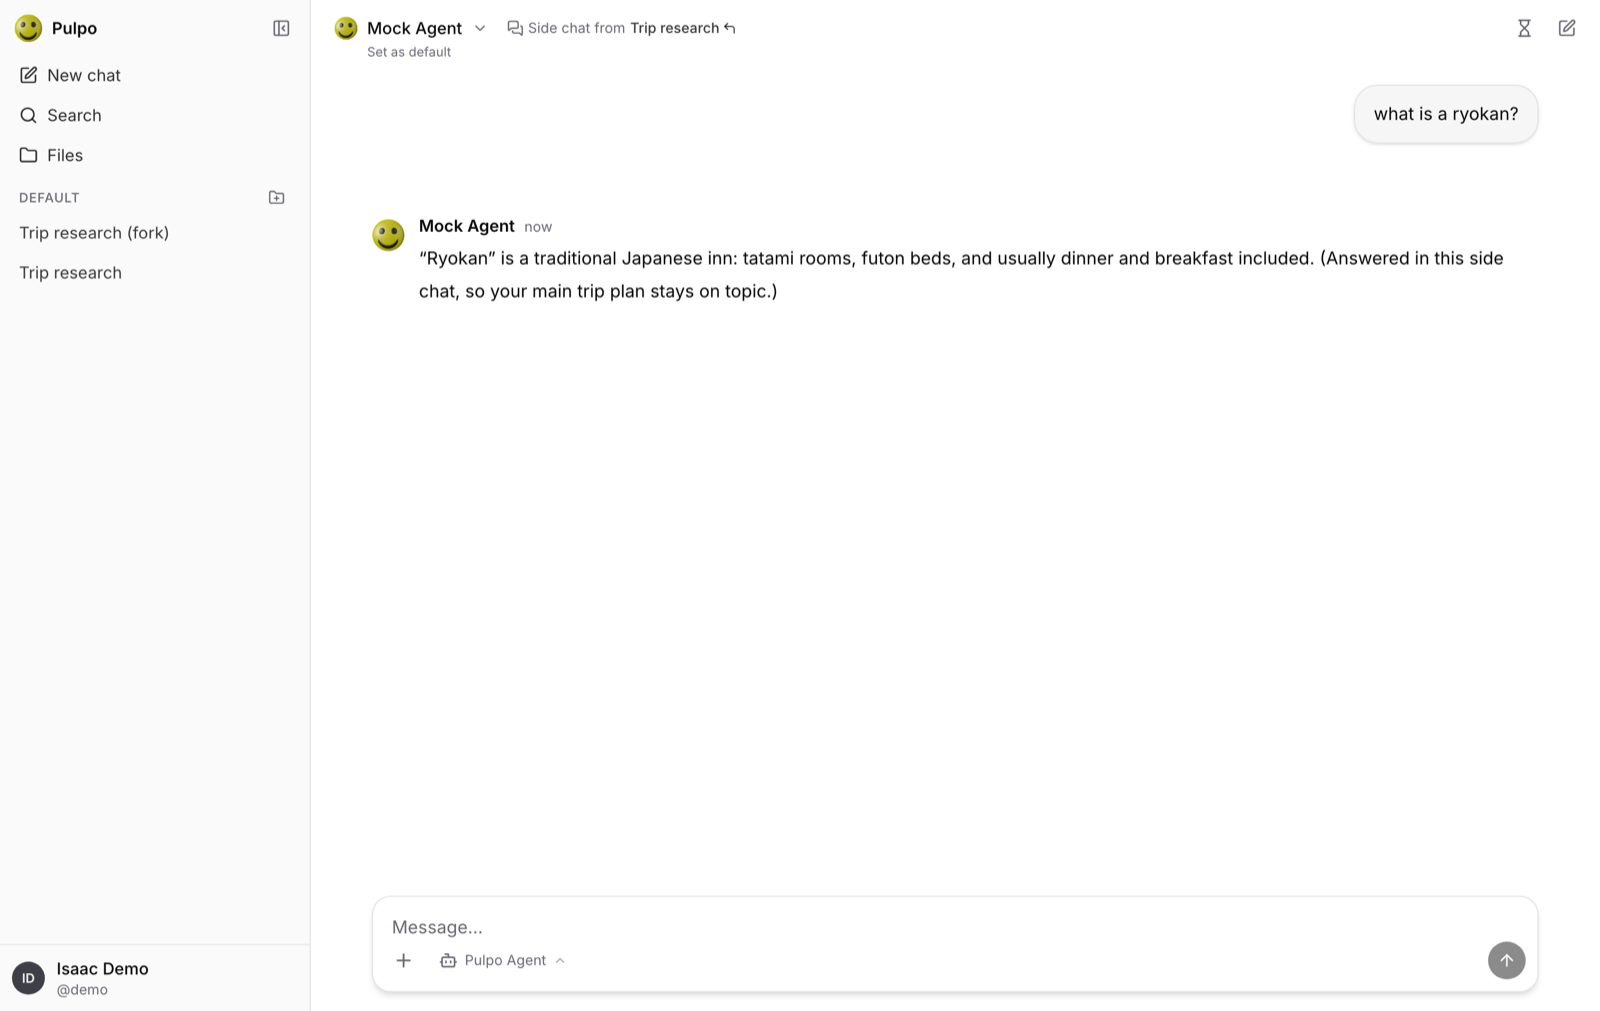 Pulpo
New chat
Search
Files
DEFAULT
Trip research (fork)
Trip research
ID
Isaac Demo
@demo
Mock Agent
Side chat from Trip research
Set as default
what is a ryokan?
Mock Agent now
“Ryokan” is a traditional Japanese inn: tatami rooms, futon beds, and usually dinner and breakfast included. (Answered in this side
chat, so your main trip plan stays on topic.)
Message...
Pulpo Agent